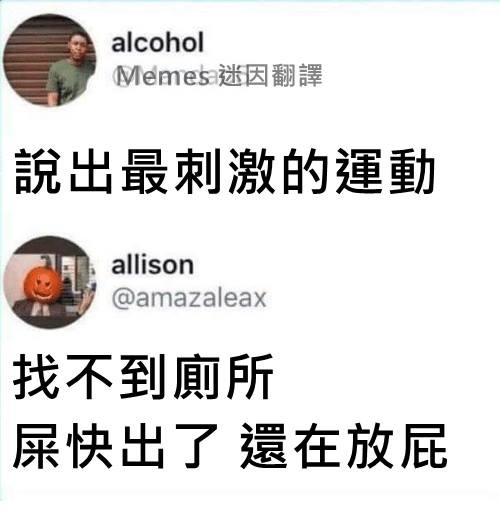 alcohol
Memes 迷因翻譯
說出最刺激的運動
allison
@amazaleax
找不到廁所
屎快出了 還在放屁